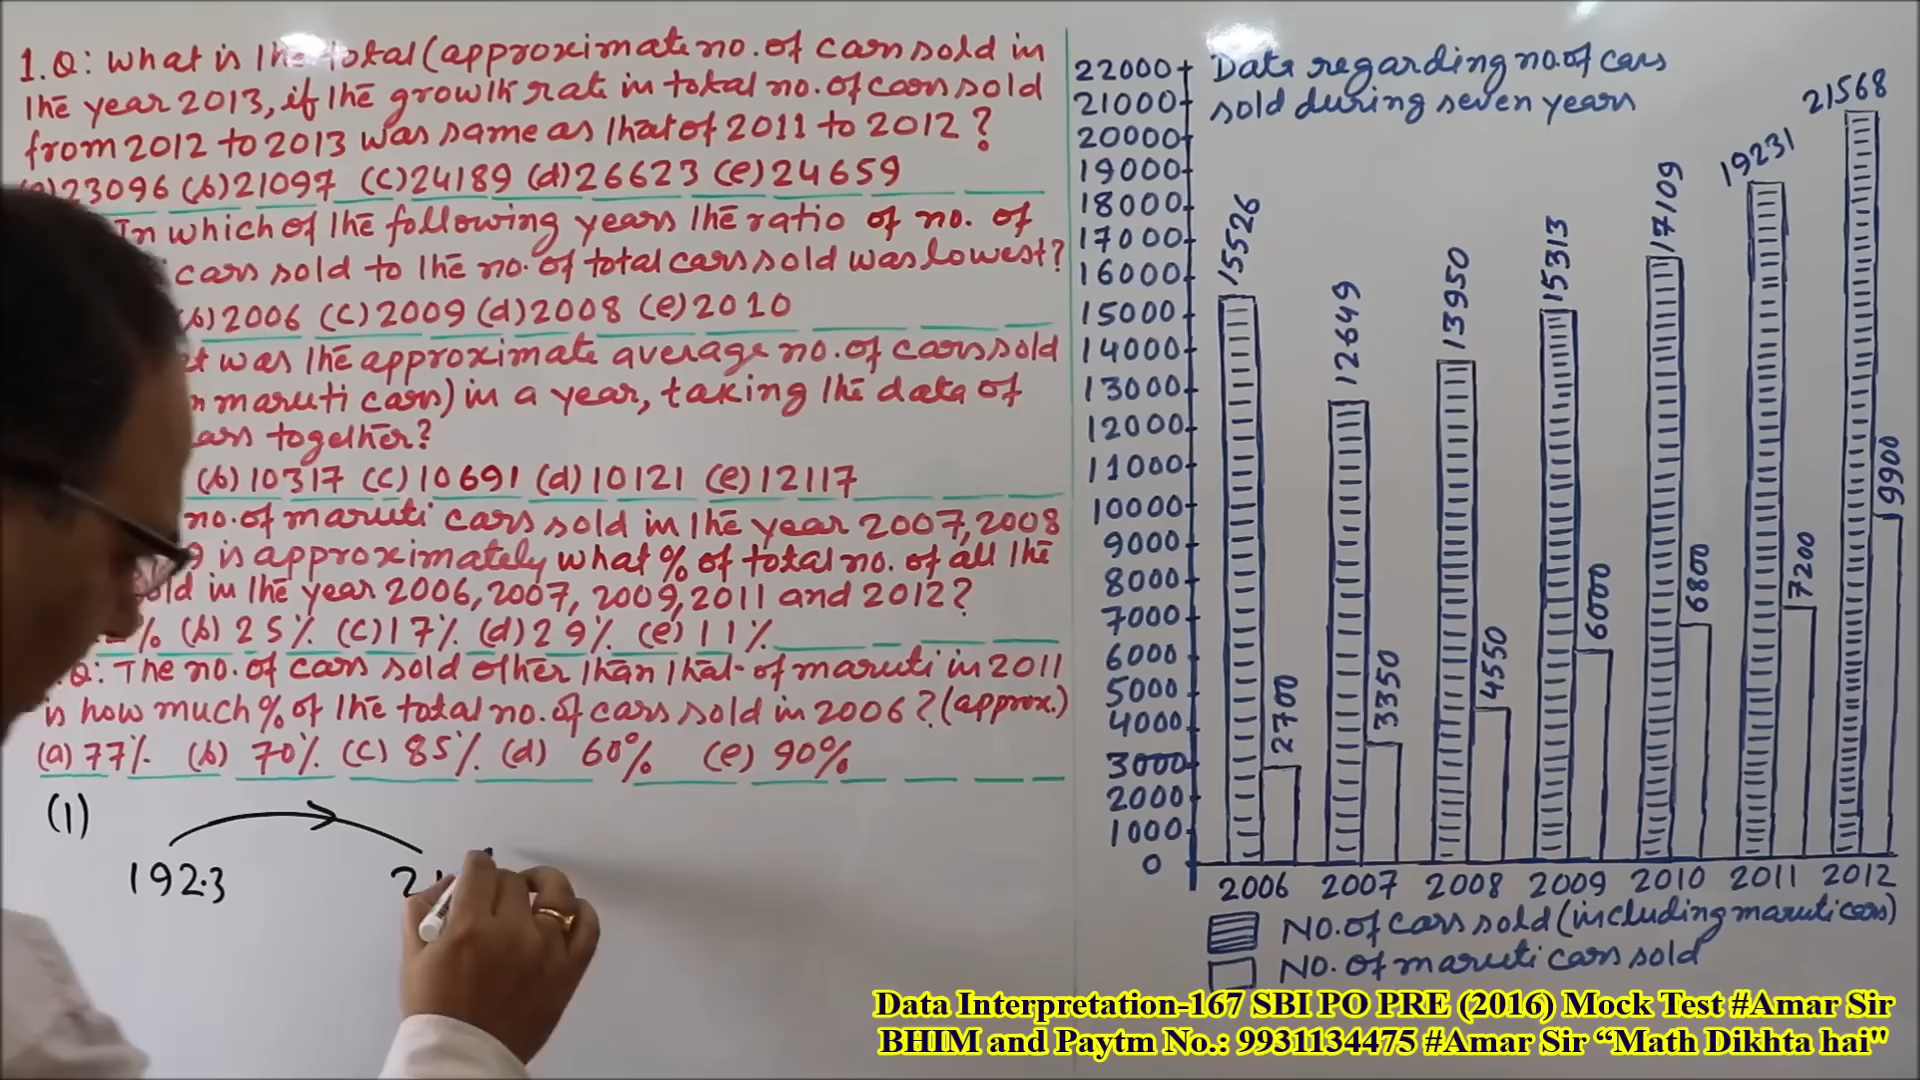 1.Q: What is the total (approximate no. of cars sold in
the year 2013, if the growth rate in total no. of cars sold
from 2012 to 2013 was same as that of 2011 to 2012?
23096 (b) 21097 (c) 24189 (d) 26623 (e) 24659
In which of the following years the ratio of no. of
cars sold to the no. of total cars sold was lowest?
(b) 2006 (c) 2009 (d) 2008 (e) 2010
was the approximate average no. of cars sold
maruti cars) in a year, taking the data of
together?
(b) 10317 (c) 10691 (d) 10121 (e) 12117
no. of maruti cars sold in the year 2007, 2008
is approximately what % of total no. of all the
in the year 2006, 2007, 2009, 2011 and 2012?
% (b) 25% (c) 17% (d) 29% (e) 11%
Q: The no. of cars sold other than that of maruti in 2011
is how much % of the total no. of cars sold in 2006? (approx.)
(a) 77% (b) 70% (c) 85% (d) 60% (e) 90%
(1)
192.3
Data regarding no. of cars
sold during seven years
22000
21000
20000
19000
18000
17000
16000
15000
14000
13000
12000
11000
10000
9000
8000
7000
6000
5000
4000
3000
2000
1000
0
15526 2700
12649 3350
13950 4550
15313 6000
17109 6800
19231 7200
21568 9900
2006 2007 2008 2009 2010 2011 2012
NO. of cars sold (including maruti cars)
NO. of maruti cars sold
Data Interpretation-167 SBI PO PRE (2016) Mock Test #Amar Sir
BHIM and Paytm No.: 9931134475 #Amar Sir “Math Dikhta hai"